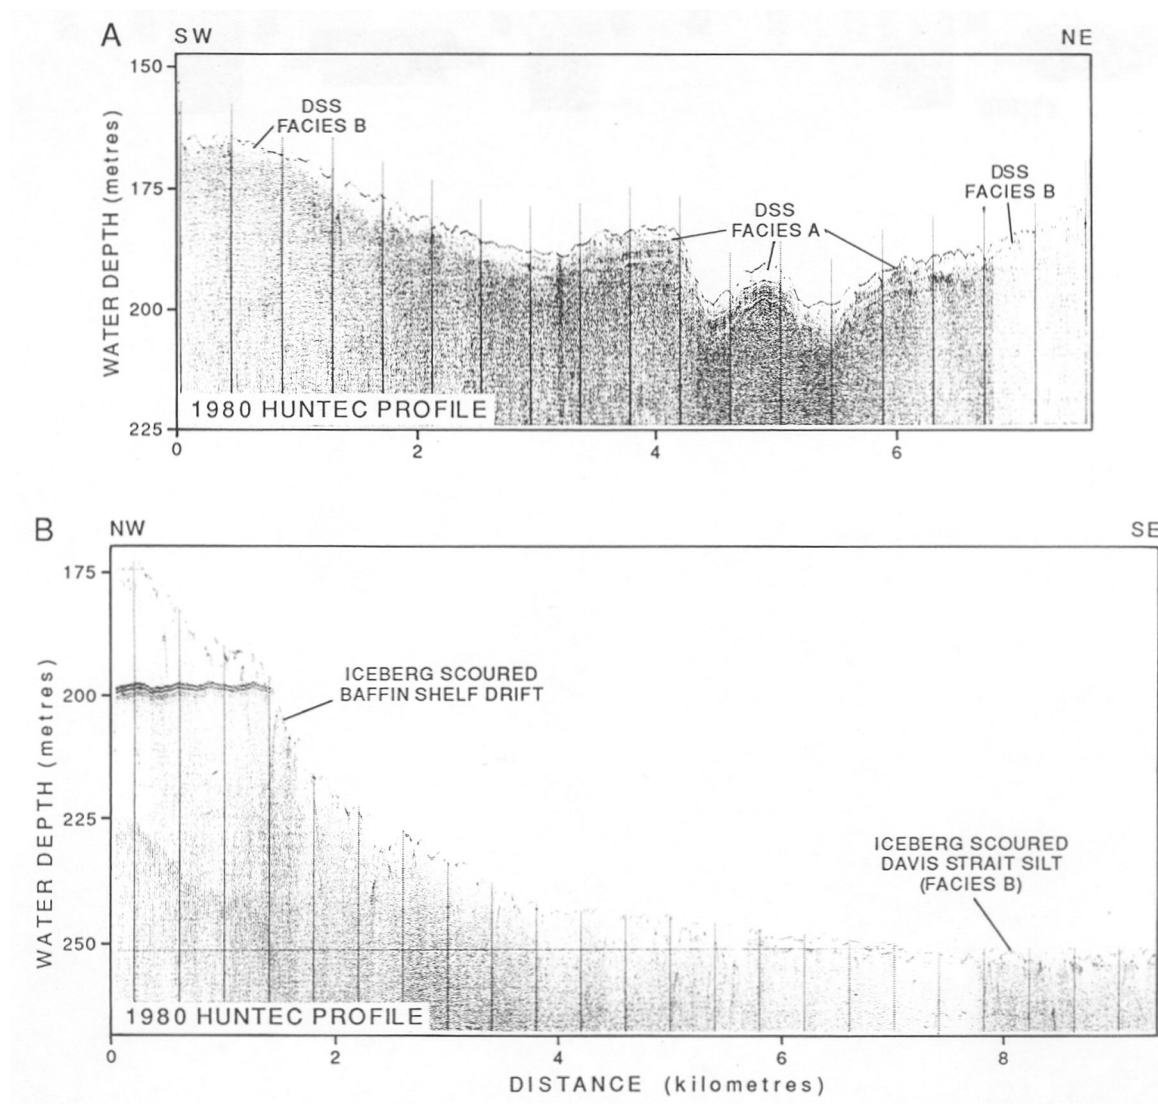 A
SW
NE
150
175
200
225
WATER DEPTH (metres)
DSS
FACIES B
DSS
FACIES A
DSS
FACIES B
1980 HUNTEC PROFILE
0
2
4
6
B
NW
SE
175
200
225
250
WATER DEPTH (metres)
ICEBERG SCOURED
BAFFIN SHELF DRIFT
ICEBERG SCOURED
DAVIS STRAIT SILT
(FACIES B)
1980 HUNTEC PROFILE
0
2
4
6
8
DISTANCE (kilometres)